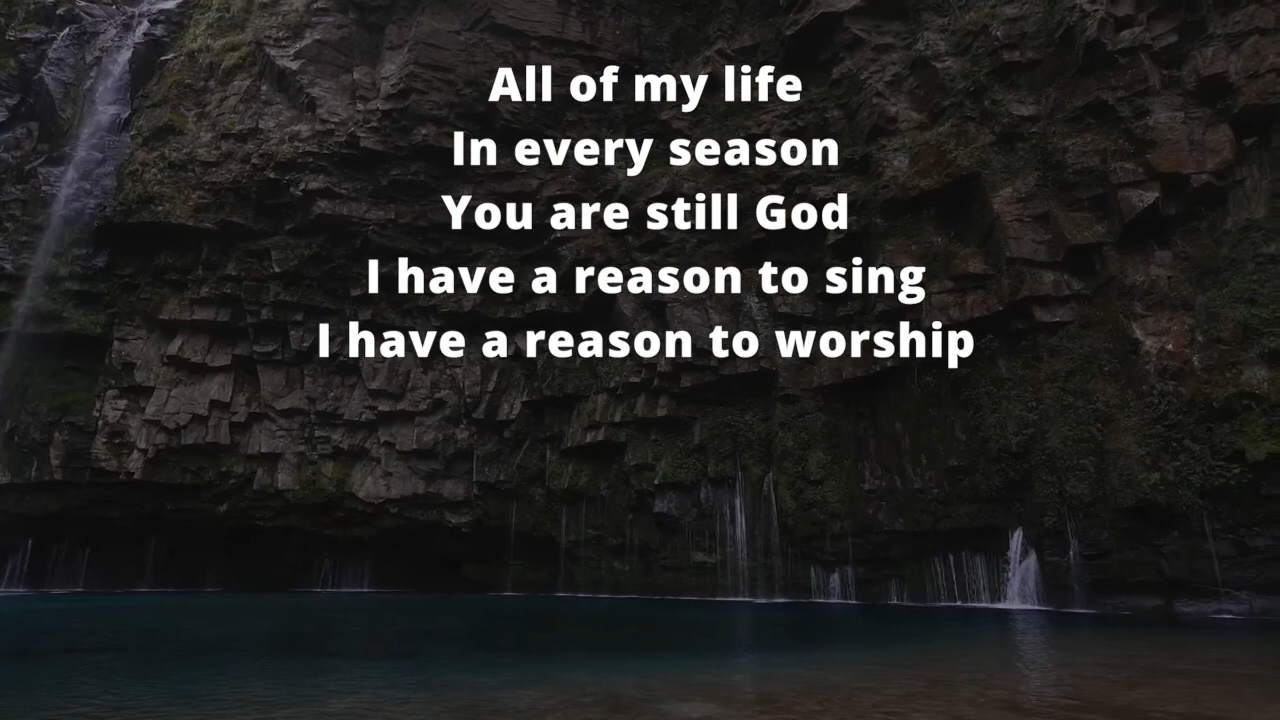 All of my life
In every season
You are still God
I have a reason to sing
I have a reason to worship